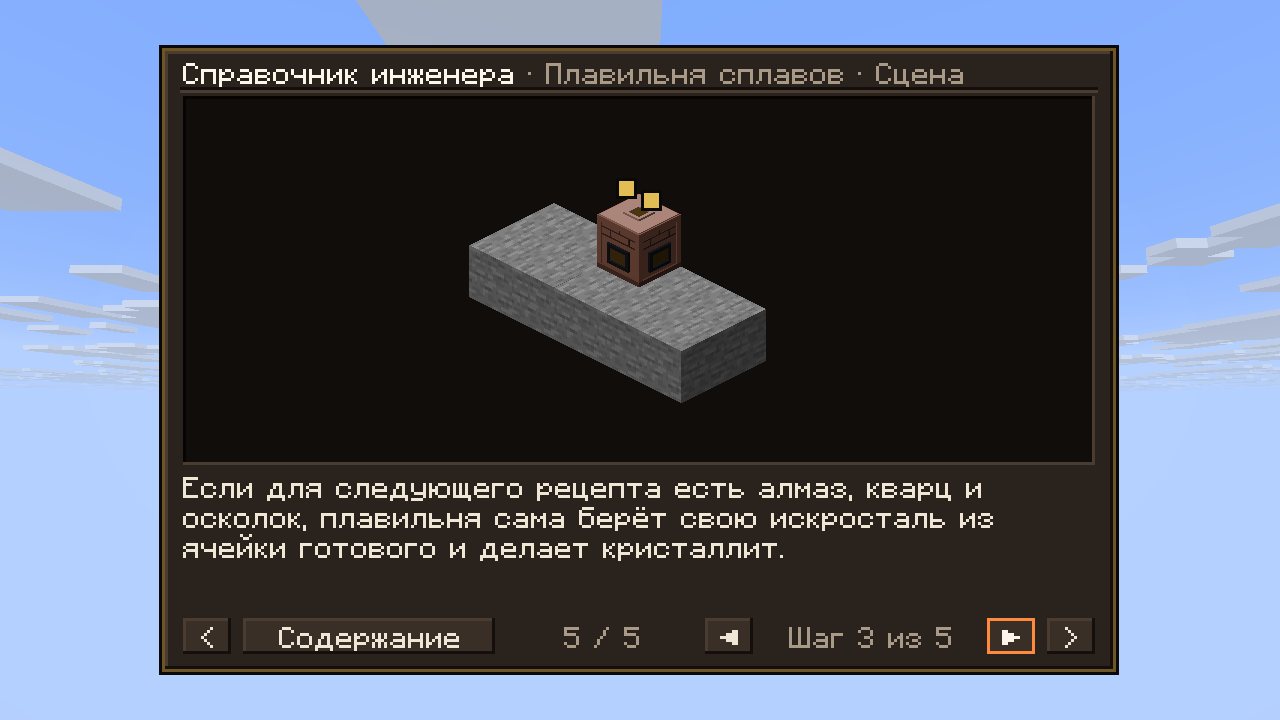 Справочник инженера · Плавильня сплавов · Сцена
Если для следующего рецепта есть алмаз, кварц и
осколок, плавильня сама берёт свою искросталь из
ячейки готового и делает кристаллит.
< Содержание 5 / 5 ◀ Шаг 3 из 5 ▶ >